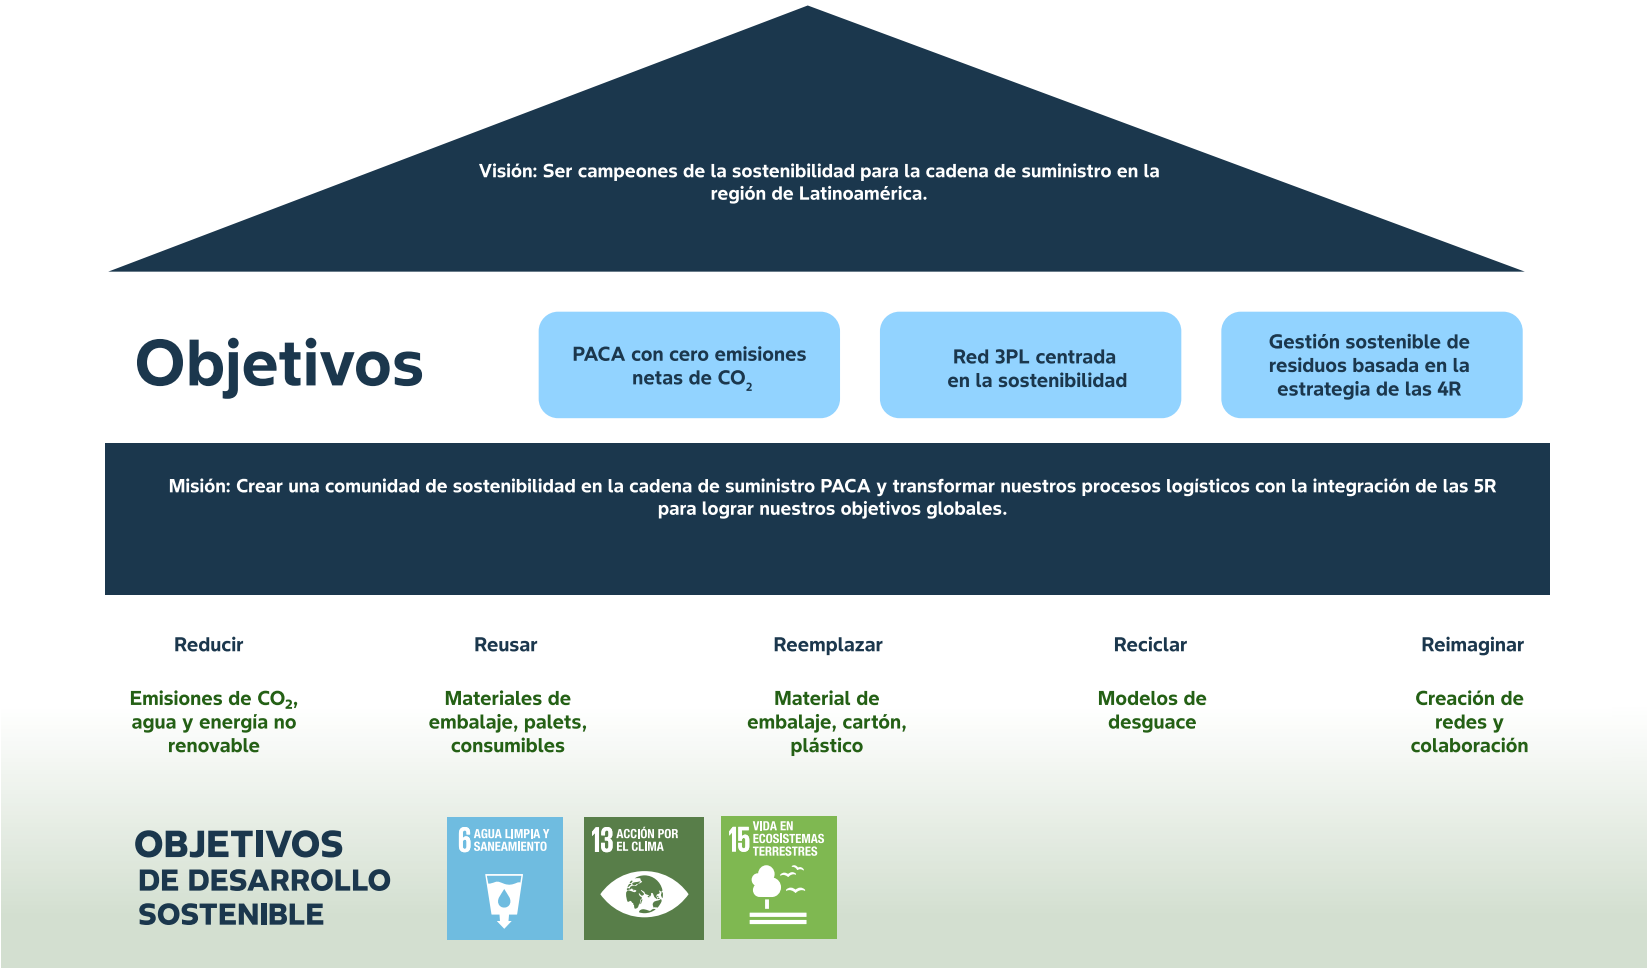 Visión: Ser campeones de la sostenibilidad para la cadena de suministro en la
región de Latinoamérica.
Objetivos
PACA con cero emisiones
netas de CO₂
Red 3PL centrada
en la sostenibilidad
Gestión sostenible de
residuos basada en la
estrategia de las 4R
Misión: Crear una comunidad de sostenibilidad en la cadena de suministro PACA y transformar nuestros procesos logísticos con la integración de las 5R
para lograr nuestros objetivos globales.
Reducir
Emisiones de CO₂,
agua y energía no
renovable
Reusar
Materiales de
embalaje, palets,
consumibles
Reemplazar
Material de
embalaje, cartón,
plástico
Reciclar
Modelos de
desguace
Reimaginar
Creación de
redes y
colaboración
OBJETIVOS
DE DESARROLLO
SOSTENIBLE
6 AGUA LIMPIA Y
SANEAMIENTO
13 ACCIÓN POR
EL CLIMA
15 VIDA EN
ECOSISTEMAS
TERRESTRES